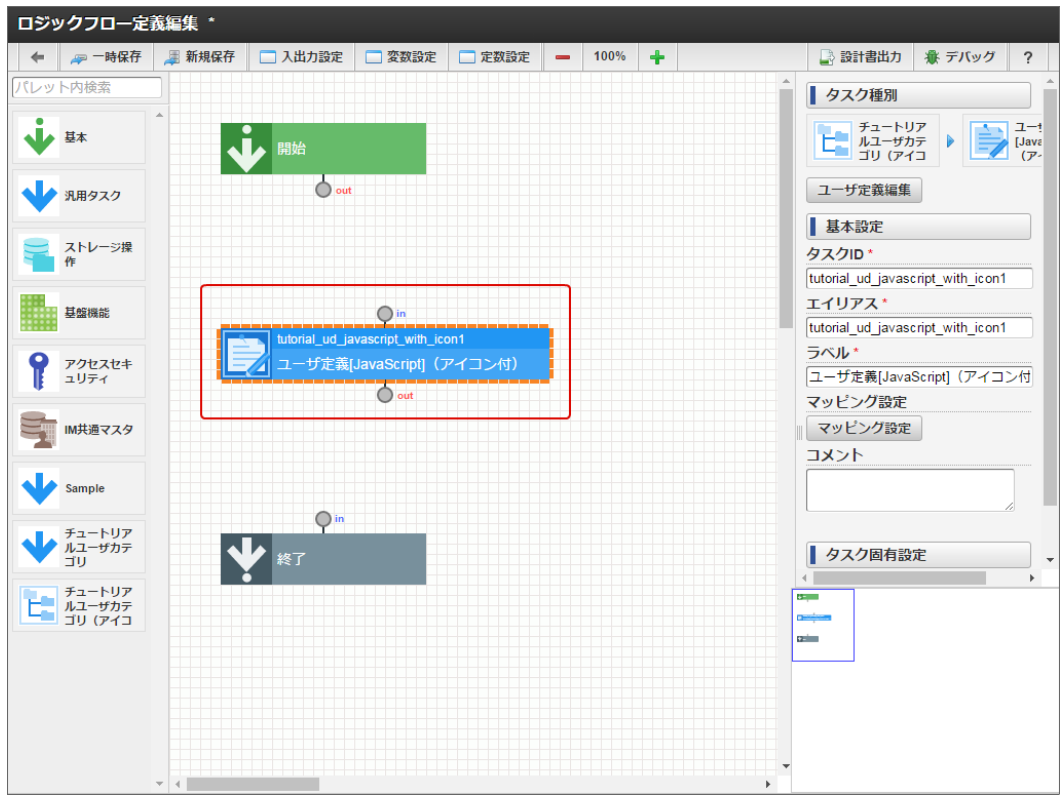 ロジックフロー定義編集 *
一時保存 新規保存 入出力設定 変数設定 定数設定 100% 設計書出力 デバッグ ?
パレット内検索
基本
汎用タスク
ストレージ操
作
基盤機能
アクセスセキ
ュリティ
IM共通マスタ
Sample
チュートリア
ルユーザカテ
ゴリ
チュートリア
ルユーザカテ
ゴリ（アイコ
開始
out
in
tutorial_ud_javascript_with_icon1
ユーザ定義[JavaScript]（アイコン付）
out
in
終了
タスク種別
チュートリア
ルユーザカテ
ゴリ（アイコ
ユーザ
[Java
（ア
ユーザ定義編集
基本設定
タスクID *
tutorial_ud_javascript_with_icon1
エイリアス *
tutorial_ud_javascript_with_icon1
ラベル *
ユーザ定義[JavaScript]（アイコン付
マッピング設定
マッピング設定
コメント
タスク固有設定